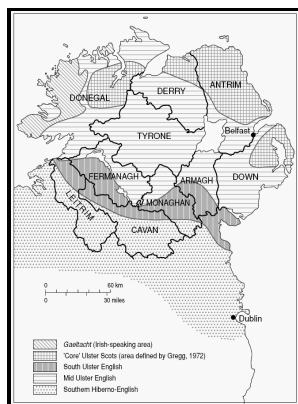 DERRY
ANTRIM
DONEGAL
Belfast
TYRONE
FERMANAGH
ARMAGH
DOWN
MONAGHAN
LEITRIM
CAVAN
0 60 km
0 30 miles
Dublin
Gaeltacht (Irish-speaking area)
'Core' Ulster Scots (area defined by Gregg, 1972)
South Ulster English
Mid Ulster English
Southern Hiberno-English